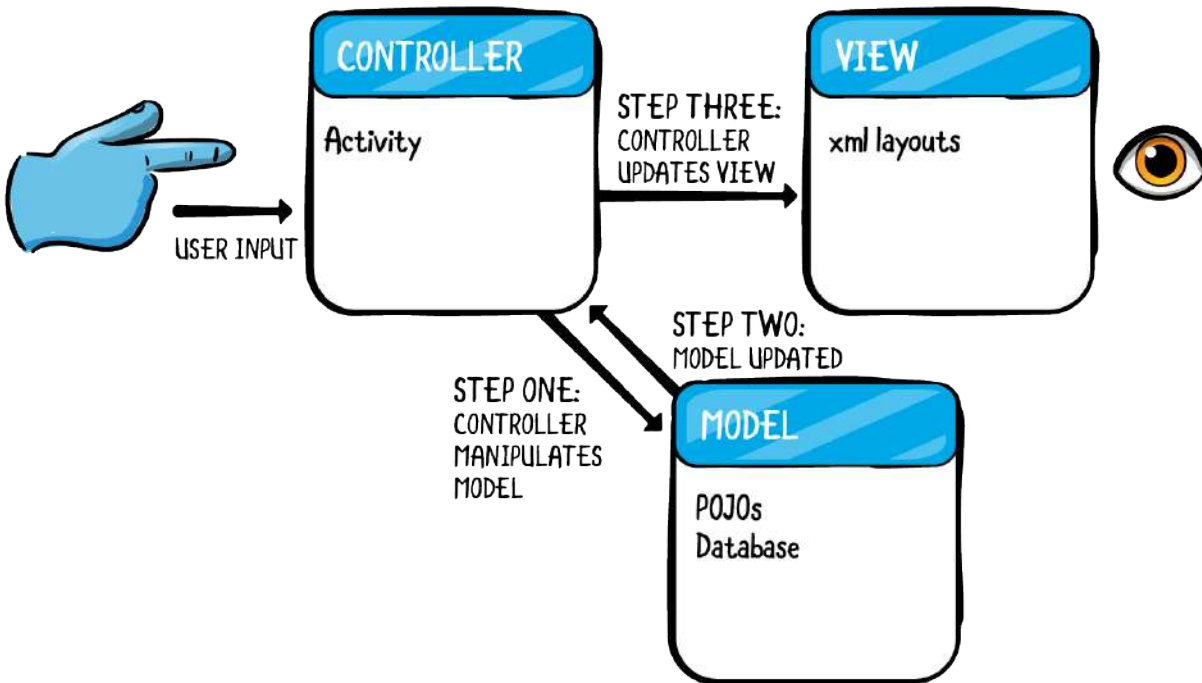 CONTROLLER
Activity
USER INPUT
STEP THREE:
CONTROLLER
UPDATES VIEW
VIEW
xml layouts
STEP ONE:
CONTROLLER
MANIPULATES
MODEL
STEP TWO:
MODEL UPDATED
MODEL
POJOs
Database